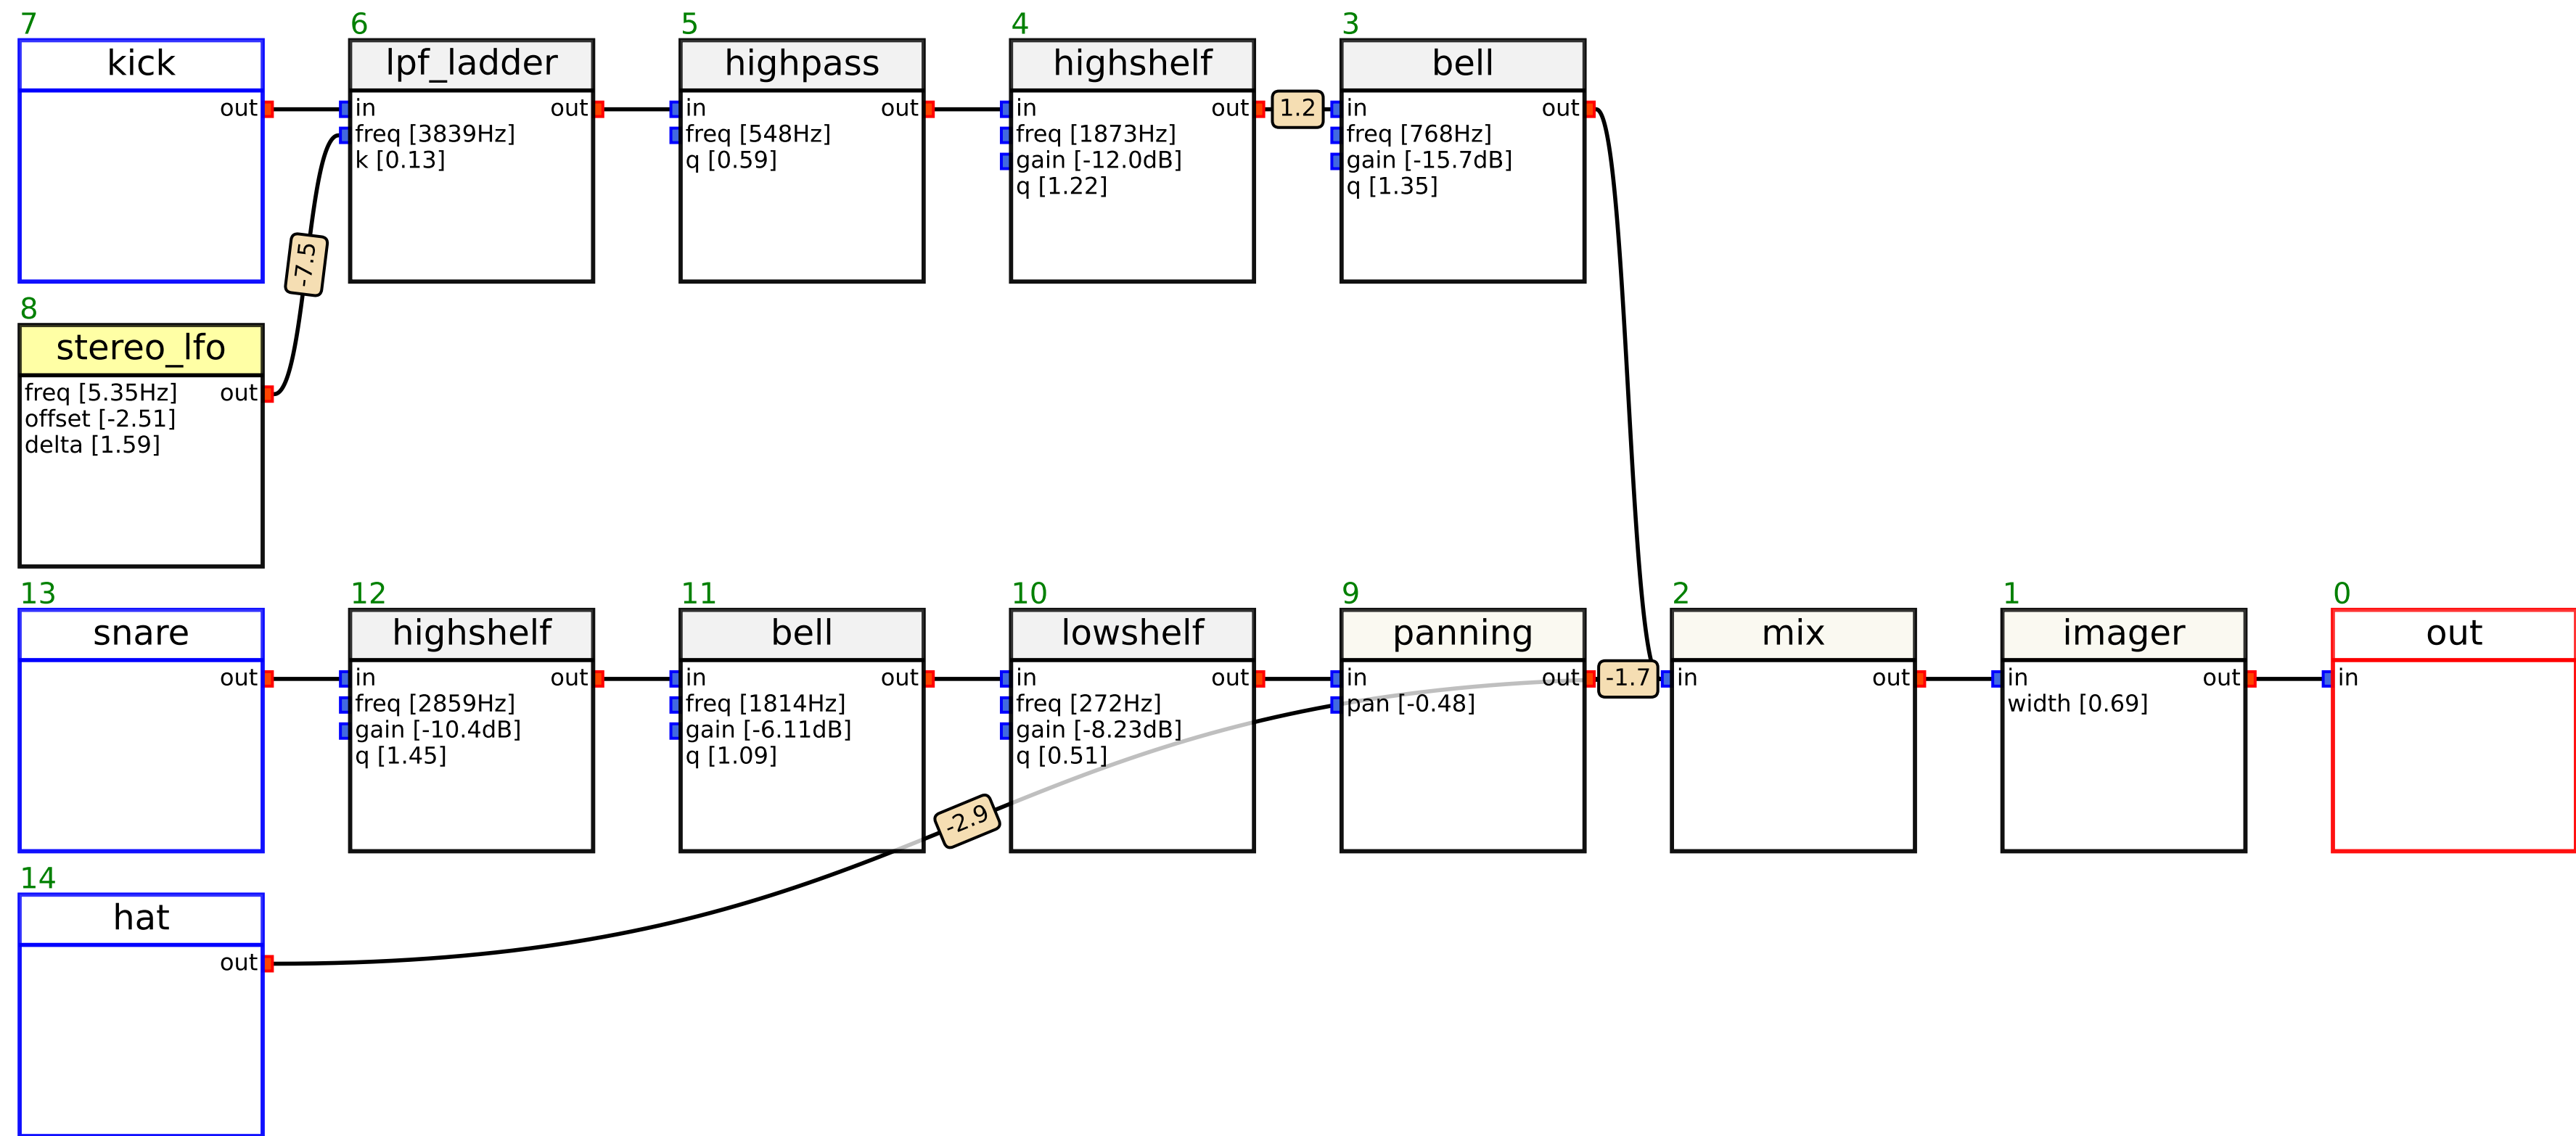 7
kick
out
6
lpf_ladder
in out
freq [3839Hz]
k [0.13]
5
highpass
in out
freq [548Hz]
q [0.59]
4
highshelf
in out
freq [1873Hz]
gain [-12.0dB]
q [1.22]
1.2
3
bell
in out
freq [768Hz]
gain [-15.7dB]
q [1.35]
-7.5
8
stereo_lfo
freq [5.35Hz] out
offset [-2.51]
delta [1.59]
13
snare
out
12
highshelf
in out
freq [2859Hz]
gain [-10.4dB]
q [1.45]
11
bell
in out
freq [1814Hz]
gain [-6.11dB]
q [1.09]
10
lowshelf
in out
freq [272Hz]
gain [-8.23dB]
q [0.51]
9
panning
in out
pan [-0.48]
-1.7
2
mix
in out
1
imager
in out
width [0.69]
0
out
in
-2.9
14
hat
out